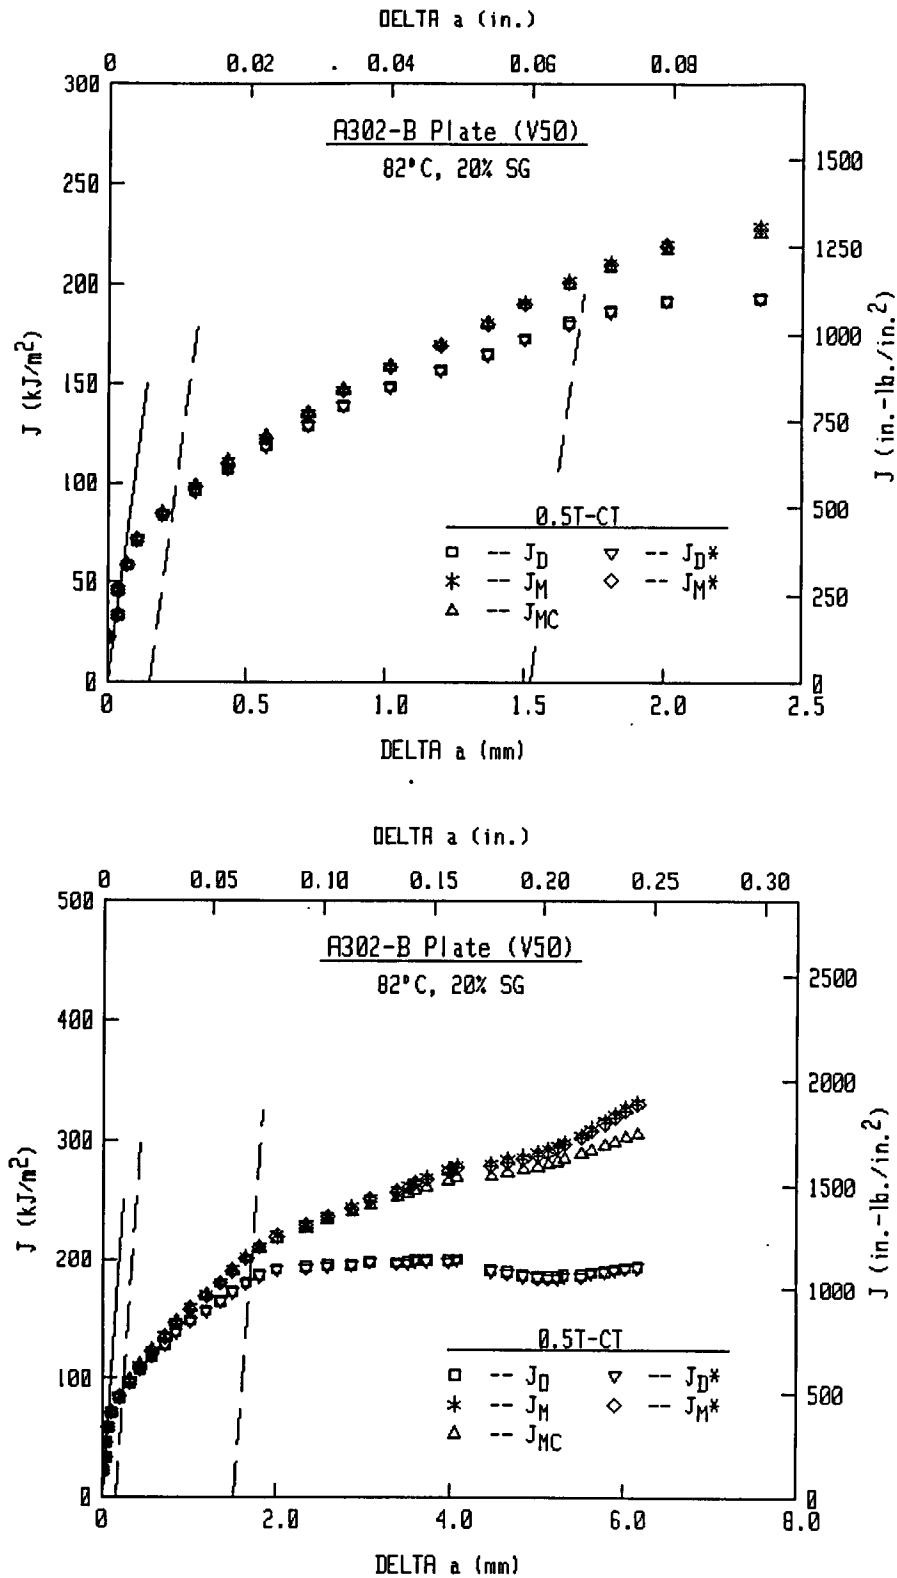 DELTA a (in.)
0 0.02 0.04 0.06 0.08
300
A302-B Plate (V50)
82°C, 20% SG
1500
250
1250
200
1000
J (kJ/m²)
J (in.-lb./in.²)
150
750
100
500
0.5T-CT
□ -- J_D ▽ -- J_D*
✳ -- J_M ◇ -- J_M*
△ -- J_MC
50
250
0
0
0 0.5 1.0 1.5 2.0 2.5
DELTA a (mm)
DELTA a (in.)
0 0.05 0.10 0.15 0.20 0.25 0.30
500
A302-B Plate (V50)
82°C, 20% SG
2500
400
2000
300
J (kJ/m²)
J (in.-lb./in.²)
1500
200
1000
0.5T-CT
□ -- J_D ▽ -- J_D*
✳ -- J_M ◇ -- J_M*
△ -- J_MC
100
500
0
0
0 2.0 4.0 6.0 8.0
DELTA a (mm)